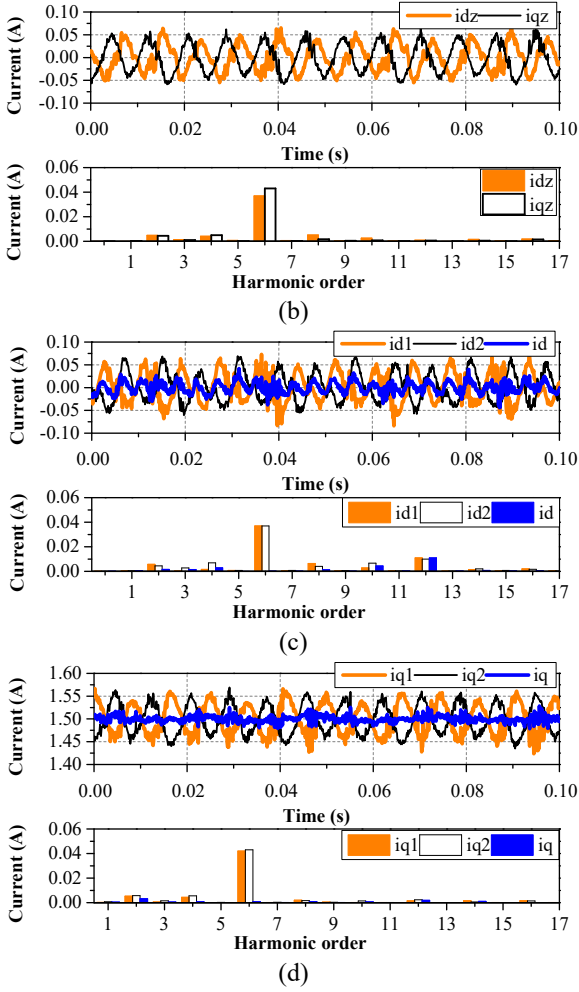 idz iqz
Current (A)
0.10
0.05
0.00
-0.05
-0.10
0.00 0.02 0.04 0.06 0.08 0.10
Time (s)
Current (A)
0.06
0.04
0.02
0.00
idz
iqz
1 3 5 7 9 11 13 15 17
Harmonic order
(b)
id1 id2 id
Current (A)
0.10
0.05
0.00
-0.05
-0.10
0.00 0.02 0.04 0.06 0.08 0.10
Time (s)
Current (A)
0.06
0.04
0.02
0.00
id1 id2 id
1 3 5 7 9 11 13 15 17
Harmonic order
(c)
iq1 iq2 iq
Current (A)
1.60
1.55
1.50
1.45
1.40
0.00 0.02 0.04 0.06 0.08 0.10
Time (s)
Current (A)
0.06
0.04
0.02
0.00
iq1 iq2 iq
1 3 5 7 9 11 13 15 17
Harmonic order
(d)